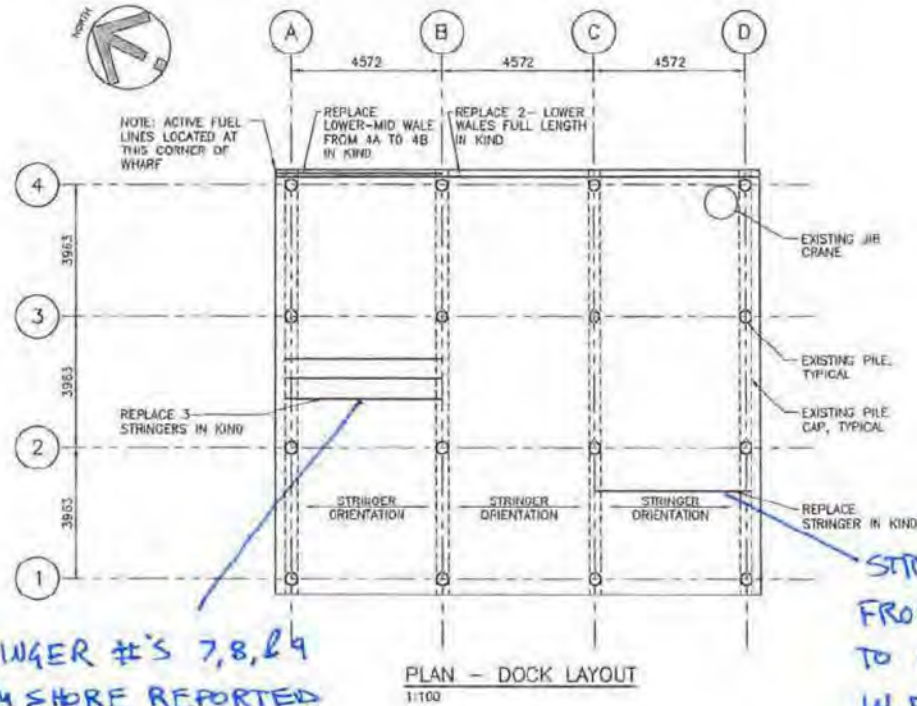 NORTH
A
B
C
D
4572
4572
4572
NOTE: ACTIVE FUEL
LINES LOCATED AT
THIS CORNER OF
WHARF
REPLACE
LOWER-MID WALE
FROM 4A TO 4B
IN KIND
REPLACE 2- LOWER
WALES FULL LENGTH
IN KIND
4
3963
EXISTING JIB
CRANE
3
3963
EXISTING PILE,
TYPICAL
EXISTING PILE
CAP, TYPICAL
REPLACE 3
STRINGERS IN KIND
2
3963
STRINGER
ORIENTATION
STRINGER
ORIENTATION
STRINGER
ORIENTATION
REPLACE
STRINGER IN KIND
1
INGER #'S 7,8,&9
SHORE REPORTED
FRO
TO
PLAN - DOCK LAYOUT
1:100